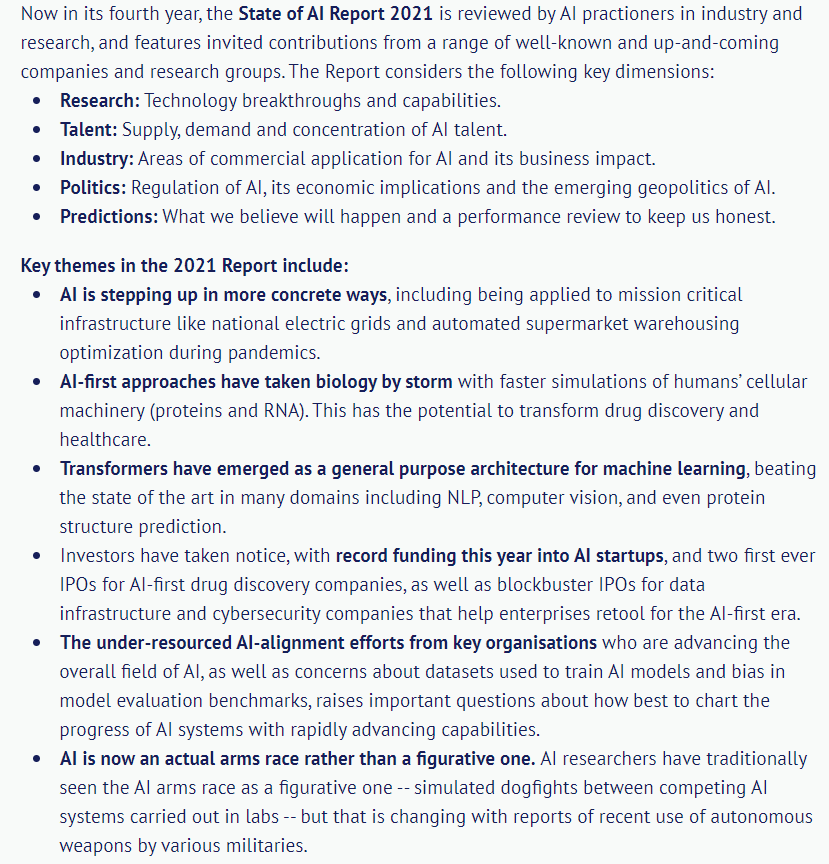 Now in its fourth year, the State of AI Report 2021 is reviewed by AI practioners in industry and
research, and features invited contributions from a range of well-known and up-and-coming
companies and research groups. The Report considers the following key dimensions:
• Research: Technology breakthroughs and capabilities.
• Talent: Supply, demand and concentration of AI talent.
• Industry: Areas of commercial application for AI and its business impact.
• Politics: Regulation of AI, its economic implications and the emerging geopolitics of AI.
• Predictions: What we believe will happen and a performance review to keep us honest.
Key themes in the 2021 Report include:
• AI is stepping up in more concrete ways, including being applied to mission critical
infrastructure like national electric grids and automated supermarket warehousing
optimization during pandemics.
• AI-first approaches have taken biology by storm with faster simulations of humans’ cellular
machinery (proteins and RNA). This has the potential to transform drug discovery and
healthcare.
• Transformers have emerged as a general purpose architecture for machine learning, beating
the state of the art in many domains including NLP, computer vision, and even protein
structure prediction.
• Investors have taken notice, with record funding this year into AI startups, and two first ever
IPOs for AI-first drug discovery companies, as well as blockbuster IPOs for data
infrastructure and cybersecurity companies that help enterprises retool for the AI-first era.
• The under-resourced AI-alignment efforts from key organisations who are advancing the
overall field of AI, as well as concerns about datasets used to train AI models and bias in
model evaluation benchmarks, raises important questions about how best to chart the
progress of AI systems with rapidly advancing capabilities.
• AI is now an actual arms race rather than a figurative one. AI researchers have traditionally
seen the AI arms race as a figurative one -- simulated dogfights between competing AI
systems carried out in labs -- but that is changing with reports of recent use of autonomous
weapons by various militaries.